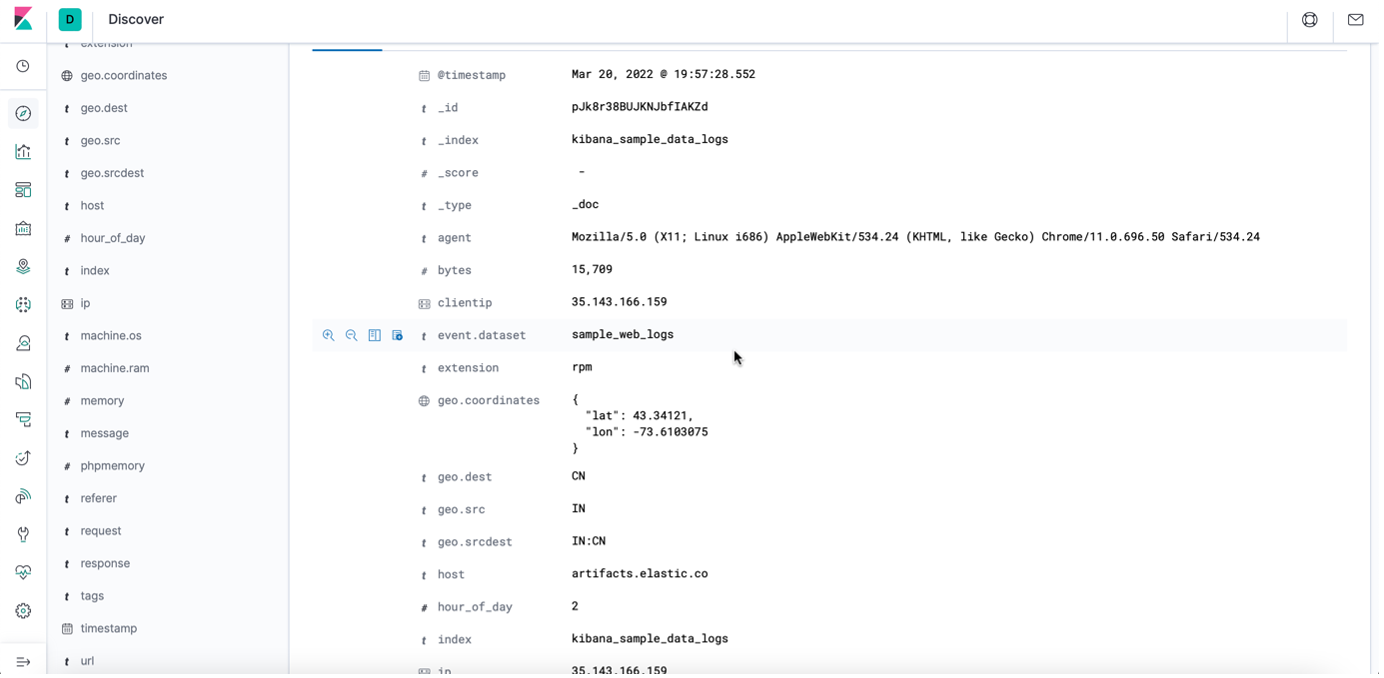 D Discover
extension
geo.coordinates
t geo.dest
t geo.src
t geo.srcdest
t host
# hour_of_day
t index
ip
t machine.os
# machine.ram
# memory
t message
# phpmemory
t referer
t request
t response
t tags
timestamp
t url
@timestamp Mar 20, 2022 @ 19:57:28.552
t _id pJk8r38BUJKNJbfIAKZd
t _index kibana_sample_data_logs
# _score -
t _type _doc
t agent Mozilla/5.0 (X11; Linux i686) AppleWebKit/534.24 (KHTML, like Gecko) Chrome/11.0.696.50 Safari/534.24
# bytes 15,709
clientip 35.143.166.159
t event.dataset sample_web_logs
t extension rpm
geo.coordinates {
"lat": 43.34121,
"lon": -73.6103075
}
t geo.dest CN
t geo.src IN
t geo.srcdest IN:CN
t host artifacts.elastic.co
# hour_of_day 2
t index kibana_sample_data_logs
ip 35.143.166.159